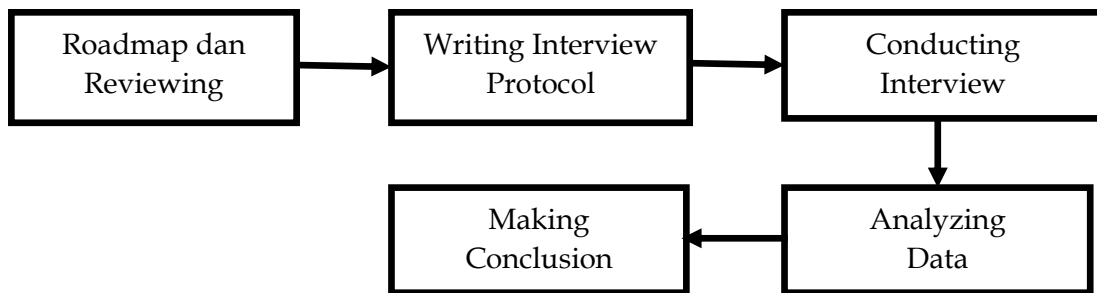 Roadmap dan
Reviewing
Writing Interview
Protocol
Conducting
Interview
Analyzing
Data
Making
Conclusion